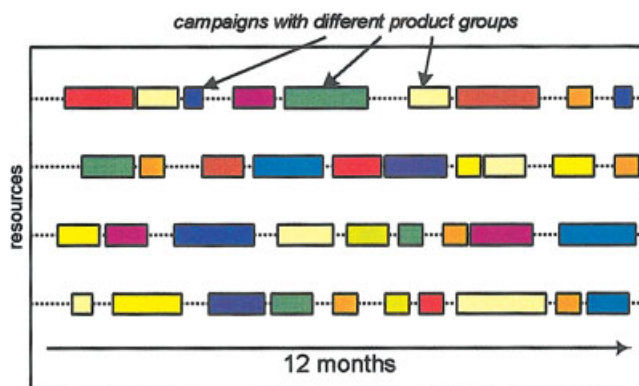 campaigns with different product groups
resources
12 months